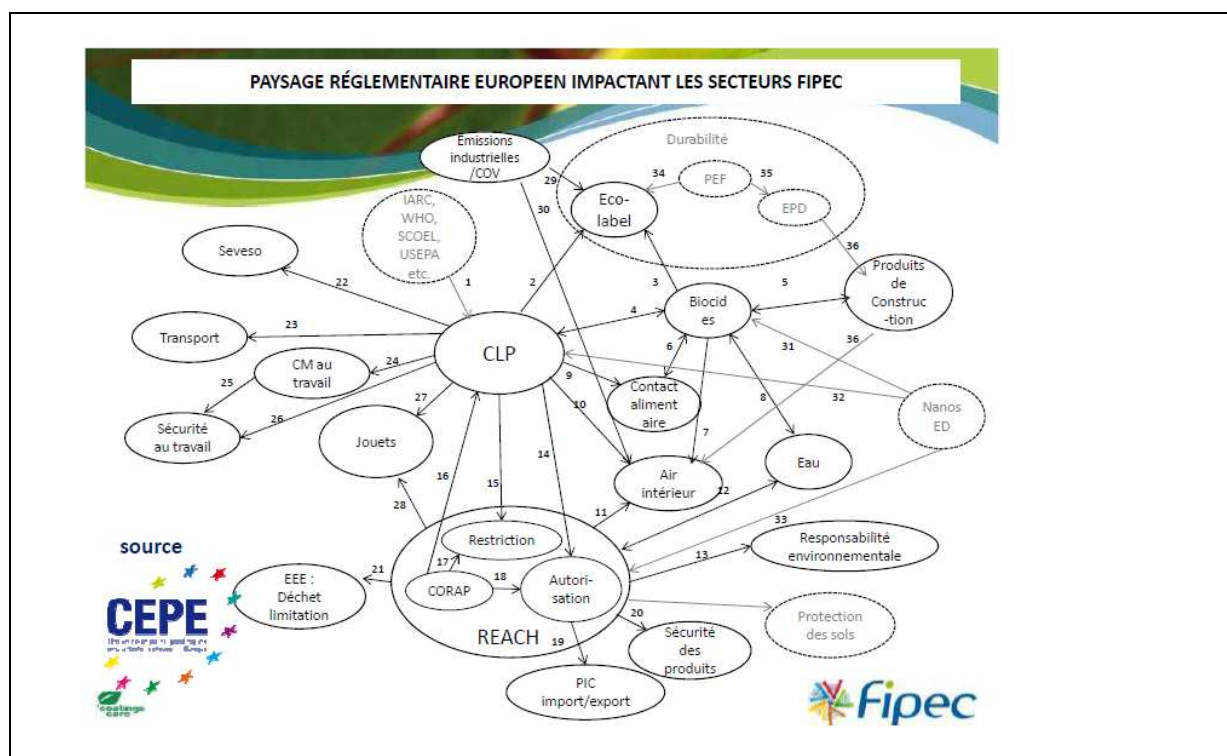 PAYSAGE RÉGLEMENTAIRE EUROPEEN IMPACTANT LES SECTEURS FIPEC
Emissions
industrielles
/COV
Durabilité
29
34
PEF
35
EPD
30
Eco-
label
IARC,
WHO,
SCOEL,
USEPA
etc.
Seveso
36
22
1
2
3
5
Produits
de
Construc
-tion
4
Biocid
es
23
Transport
6
31
36
CLP
24
CM au
travail
9
25
Contact
aliment
aire
10
8
32
27
26
Nanos
ED
Sécurité
au travail
Jouets
7
14
Eau
16
15
Air
intérieur
12
28
11
33
Restriction
source
13
Responsabilité
environnementale
17
21
EEE :
Déchet
limitation
18
CORAP
Autori-
sation
CEPE
20
Protection
des sols
REACH
19
Sécurité
des
produits
PIC
import/export
coatings
care
Fipec